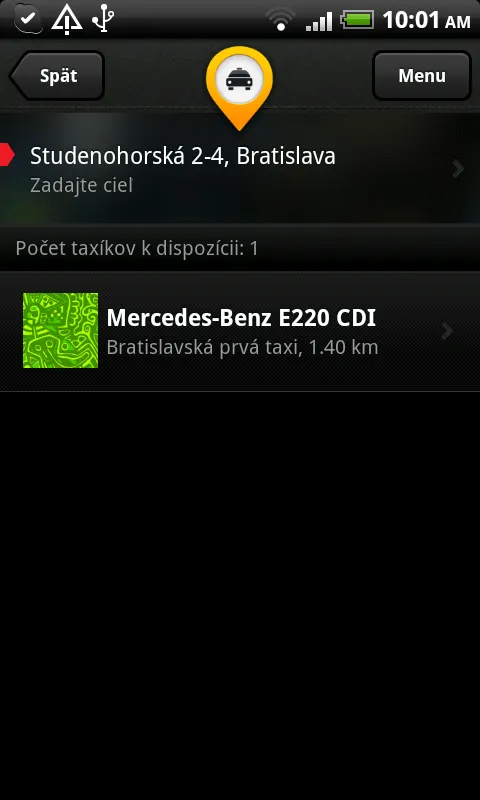 10:01 AM
Späť
Menu
Studenohorská 2-4, Bratislava
Zadajte ciel
Počet taxíkov k dispozícii: 1
Mercedes-Benz E220 CDI
Bratislavská prvá taxi, 1.40 km